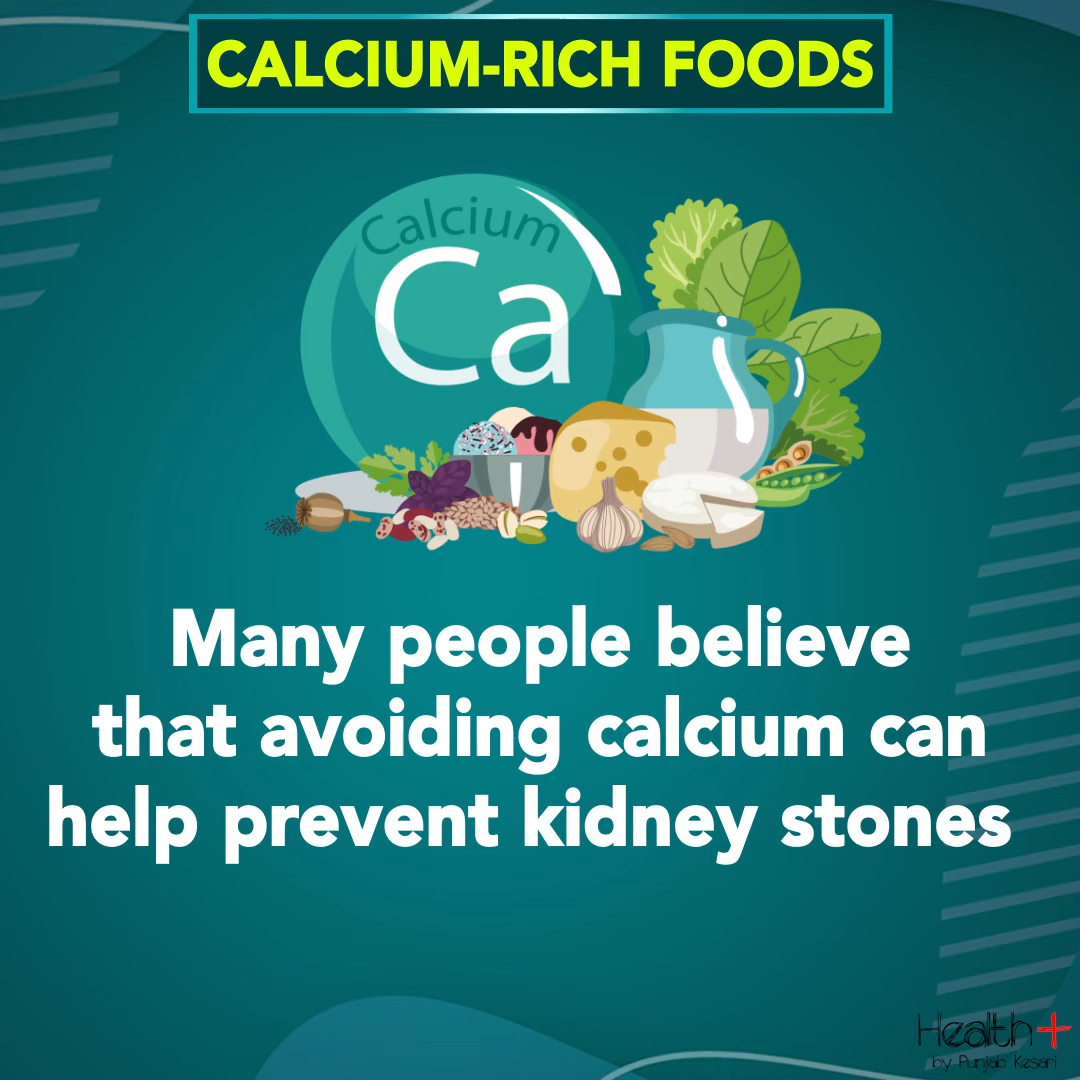 CALCIUM-RICH FOODS
Calcium
Ca
Many people believe
that avoiding calcium can
help prevent kidney stones
Health+
by Punjab Kesari